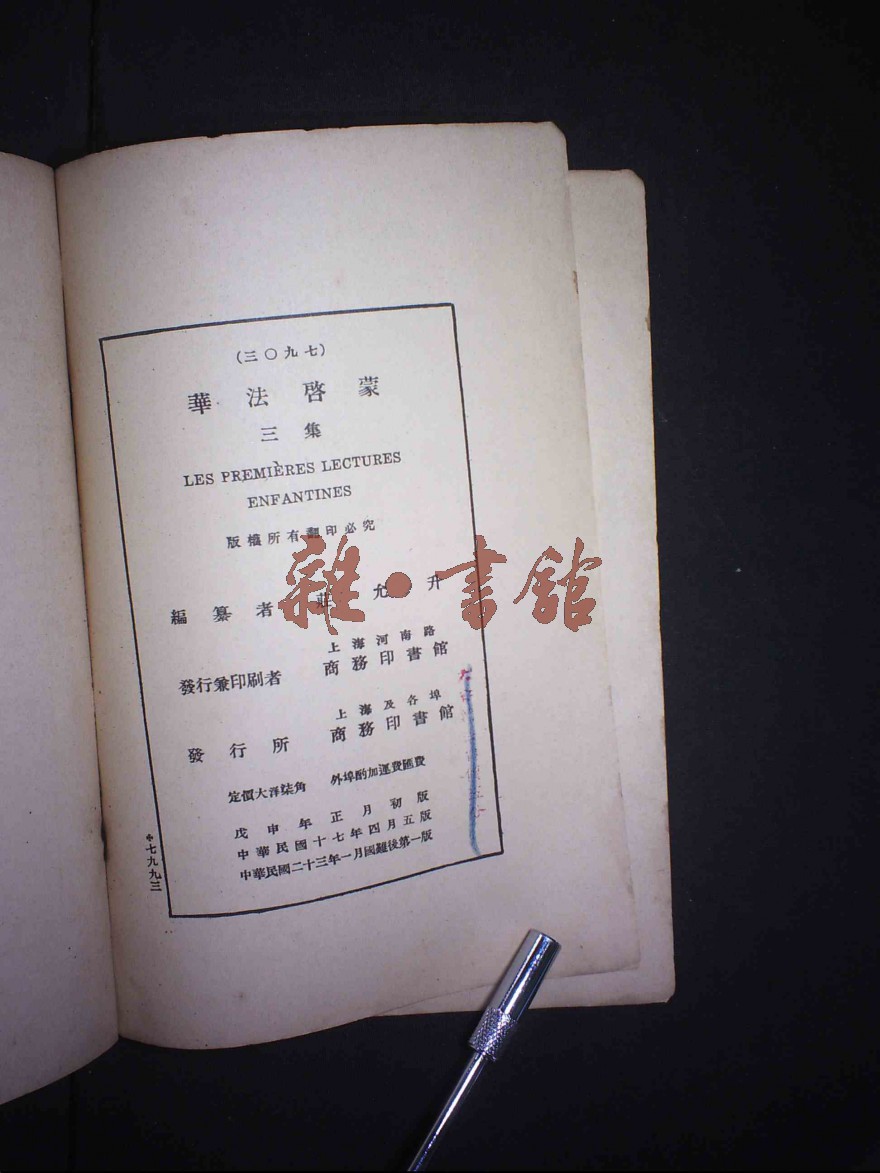 （三〇九七）
華法啓蒙
三集
LES PREMIÈRES LECTURES
ENFANTINES
版權所有翻印必究
編纂者 莊允升
上海河南路
發行兼印刷者 商務印書館
上海及各埠
發行所 商務印書館
定價大洋柒角 外埠酌加運費匯費
戊申年正月初版
中華民國十七年四月五版
中華民國二十三年一月國難後第一版
＊七九九三
雜·書館